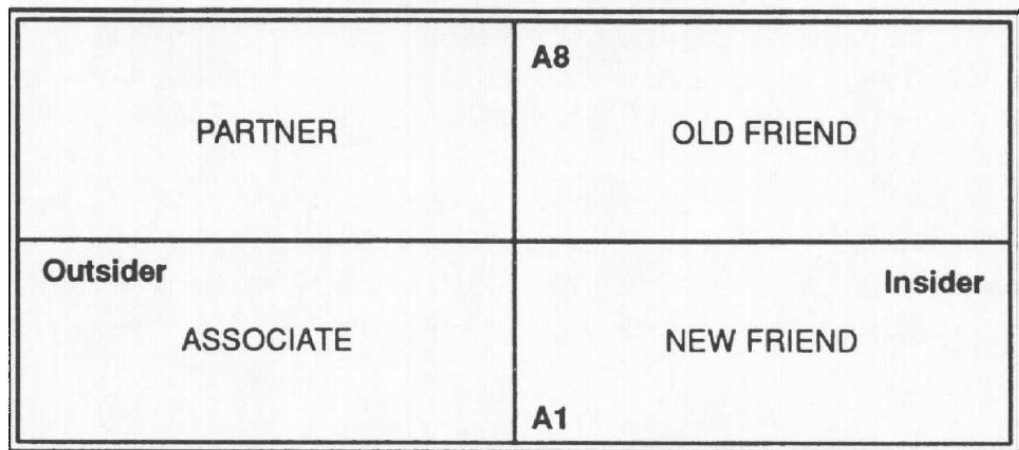 A8
PARTNER
OLD FRIEND
Outsider
Insider
ASSOCIATE
NEW FRIEND
A1